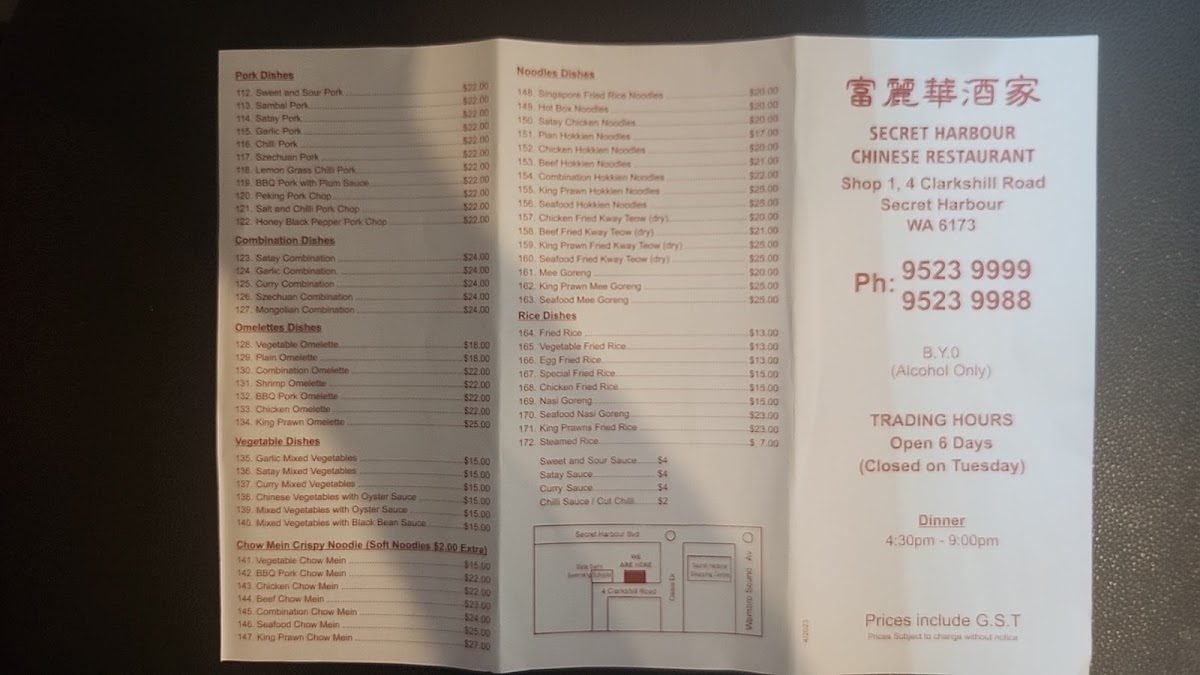 Pork Dishes
112. Sweet and Sour Pork $22.00
113. Sambal Pork $22.00
114. Satay Pork $22.00
115. Garlic Pork $22.00
116. Chilli Pork $22.00
117. Szechuan Pork $22.00
118. Lemon Grass Chilli Pork $22.00
119. BBQ Pork with Plum Sauce $22.00
120. Peking Pork Chop $22.00
121. Salt and Chilli Pork Chop $22.00
122. Honey Black Pepper Pork Chop $22.00
Combination Dishes
123. Satay Combination $24.00
124. Garlic Combination $24.00
125. Curry Combination $24.00
126. Szechuan Combination $24.00
127. Mongolian Combination $24.00
Omelettes Dishes
128. Vegetable Omelette $18.00
129. Plain Omelette $18.00
130. Combination Omelette $22.00
131. Shrimp Omelette $22.00
132. BBQ Pork Omelette $22.00
133. Chicken Omelette $22.00
134. King Prawn Omelette $25.00
Vegetable Dishes
135. Garlic Mixed Vegetables $15.00
136. Satay Mixed Vegetables $15.00
137. Curry Mixed Vegetables $15.00
138. Chinese Vegetables with Oyster Sauce $15.00
139. Mixed Vegetables with Oyster Sauce $15.00
140. Mixed Vegetables with Black Bean Sauce $15.00
Chow Mein Crispy Noodle (Soft Noodles $2.00 Extra)
141. Vegetable Chow Mein $15.00
142. BBQ Pork Chow Mein $22.00
143. Chicken Chow Mein $22.00
144. Beef Chow Mein $23.00
145. Combination Chow Mein $24.00
146. Seafood Chow Mein $25.00
147. King Prawn Chow Mein $27.00
Noodles Dishes
148. Singapore Fried Rice Noodles $20.00
149. Hot Box Noodles $20.00
150. Satay Chicken Noodles $20.00
151. Plan Hokkien Noodles $17.00
152. Chicken Hokkien Noodles $20.00
153. Beef Hokkien Noodles $21.00
154. Combination Hokkien Noodles $22.00
155. King Prawn Hokkien Noodles $25.00
156. Seafood Hokkien Noodles $25.00
157. Chicken Fried Kway Teow (dry) $20.00
158. Beef Fried Kway Teow (dry) $21.00
159. King Prawn Fried Kway Teow (dry) $25.00
160. Seafood Fried Kway Teow (dry) $25.00
161. Mee Goreng $20.00
162. King Prawn Mee Goreng $25.00
163. Seafood Mee Goreng $25.00
Rice Dishes
164. Fried Rice $13.00
165. Vegetable Fried Rice $13.00
166. Egg Fried Rice $13.00
167. Special Fried Rice $15.00
168. Chicken Fried Rice $15.00
169. Nasi Goreng $15.00
170. Seafood Nasi Goreng $23.00
171. King Prawns Fried Rice $23.00
172. Steamed Rice $ 7.00
Sweet and Sour Sauce $4
Satay Sauce $4
Curry Sauce $4
Chilli Sauce / Cut Chilli $2
Secret Harbour Blvd
WE
ARE HERE
4 Clarkshill Road
Secret Harbour
Shopping Centre
Warnbro Sound Av
4/2023
富麗華酒家
SECRET HARBOUR
CHINESE RESTAURANT
Shop 1, 4 Clarkshill Road
Secret Harbour
WA 6173
Ph: 9523 9999
9523 9988
B.Y.0
(Alcohol Only)
TRADING HOURS
Open 6 Days
(Closed on Tuesday)
Dinner
4:30pm - 9:00pm
Prices include G.S.T
Prices Subject to change without notice